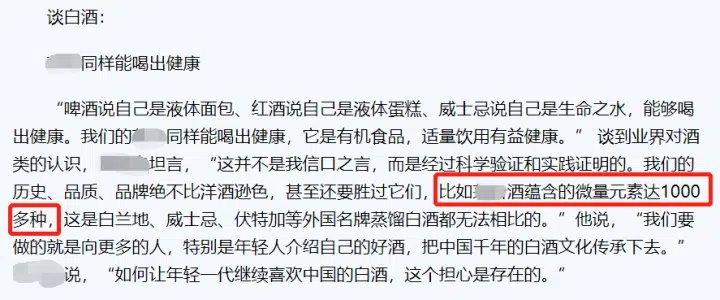 谈白酒：
同样能喝出健康
“啤酒说自己是液体面包、红酒说自己是液体蛋糕、威士忌说自己是生命之水，能够喝
出健康。我们的同样能喝出健康，它是有机食品，适量饮用有益健康。” 谈到业界对酒
类的认识，坦言，“这并不是我信口之言，而是经过科学验证和实践证明的。我们的
历史、品质、品牌绝不比洋酒逊色，甚至还要胜过它们，比如酒蕴含的微量元素达1000
多种，这是白兰地、威士忌、伏特加等外国名牌蒸馏白酒都无法相比的。”他说，“我们要
做的就是向更多的人，特别是年轻人介绍自己的好酒，把中国千年的白酒文化传承下去。”
说，“如何让年轻一代继续喜欢中国的白酒，这个担心是存在的。”